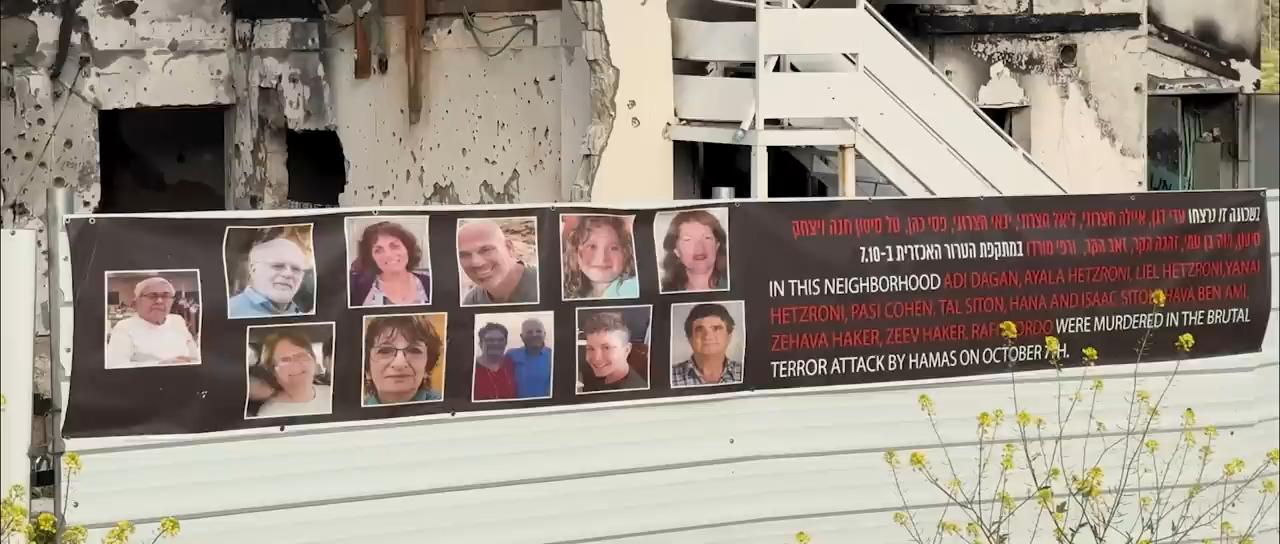 בשכונה זו נרצחו עדי דגן, איילה חצרוני, ליאל חצרוני, ינאי חצרוני, פסי כהן, טל סיטון חנה ויצחק
סיטון, חוה בן עמי, זהבה הקר, זאב הקר, ורפי מורדו במתקפת הטרור האכזרית ב-7.10
IN THIS NEIGHBORHOOD ADI DAGAN, AYALA HETZRONI, LIEL HETZRONI, YANAI
HETZRONI, PASI COHEN, TAL SITON, HANA AND ISAAC SITON, HAVA BEN AMI,
ZEHAVA HAKER, ZEEV HAKER, RAFI MORDO WERE MURDERED IN THE BRUTAL
TERROR ATTACK BY HAMAS ON OCTOBER 7TH.